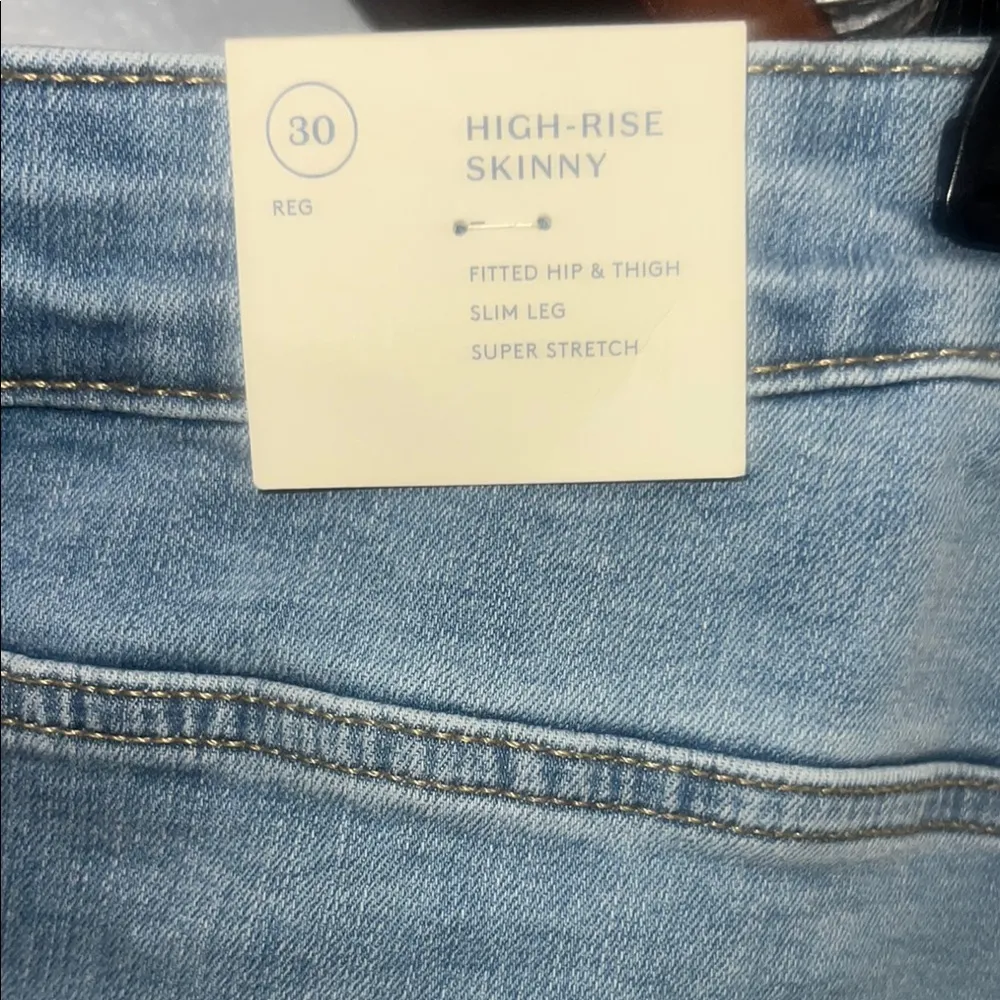 30
REG
HIGH-RISE
SKINNY
FITTED HIP & THIGH
SLIM LEG
SUPER STRETCH